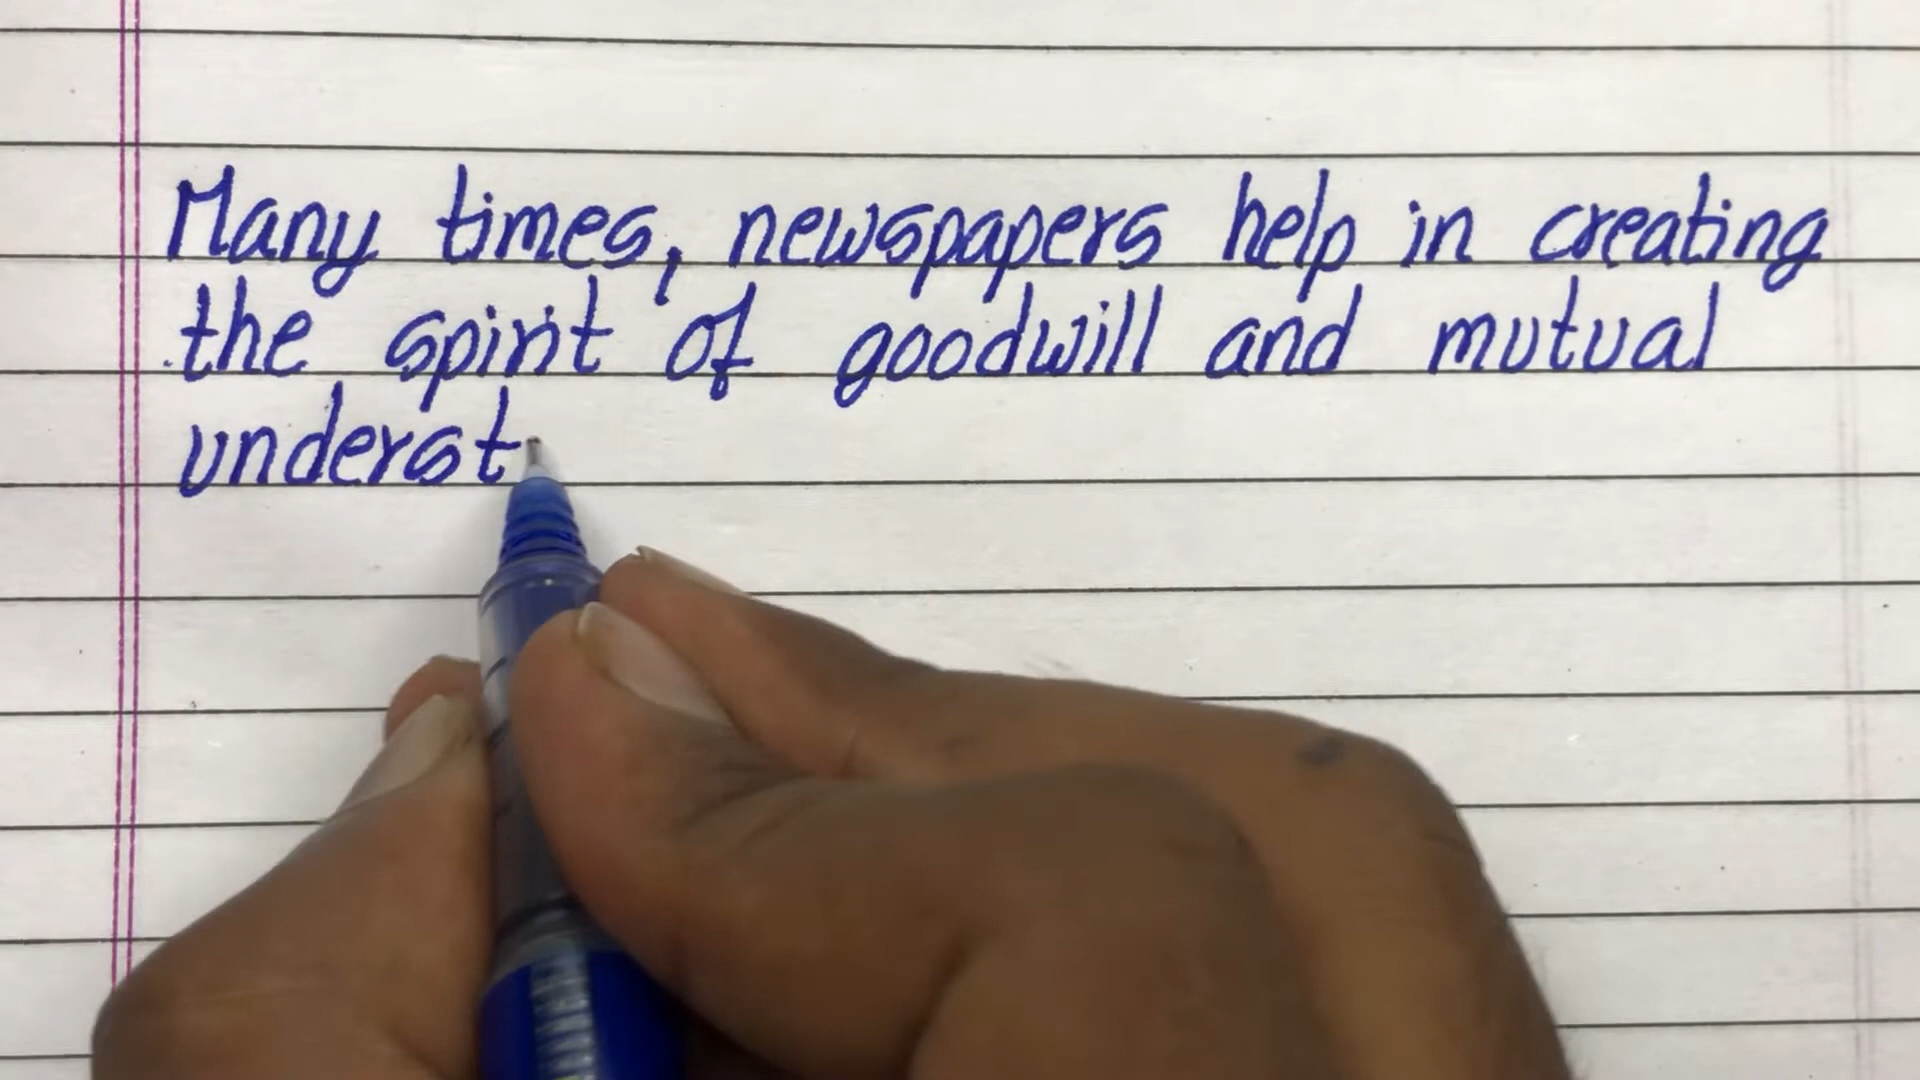 Many times, newspapers help in creating
the spirit of goodwill and mutual
underst